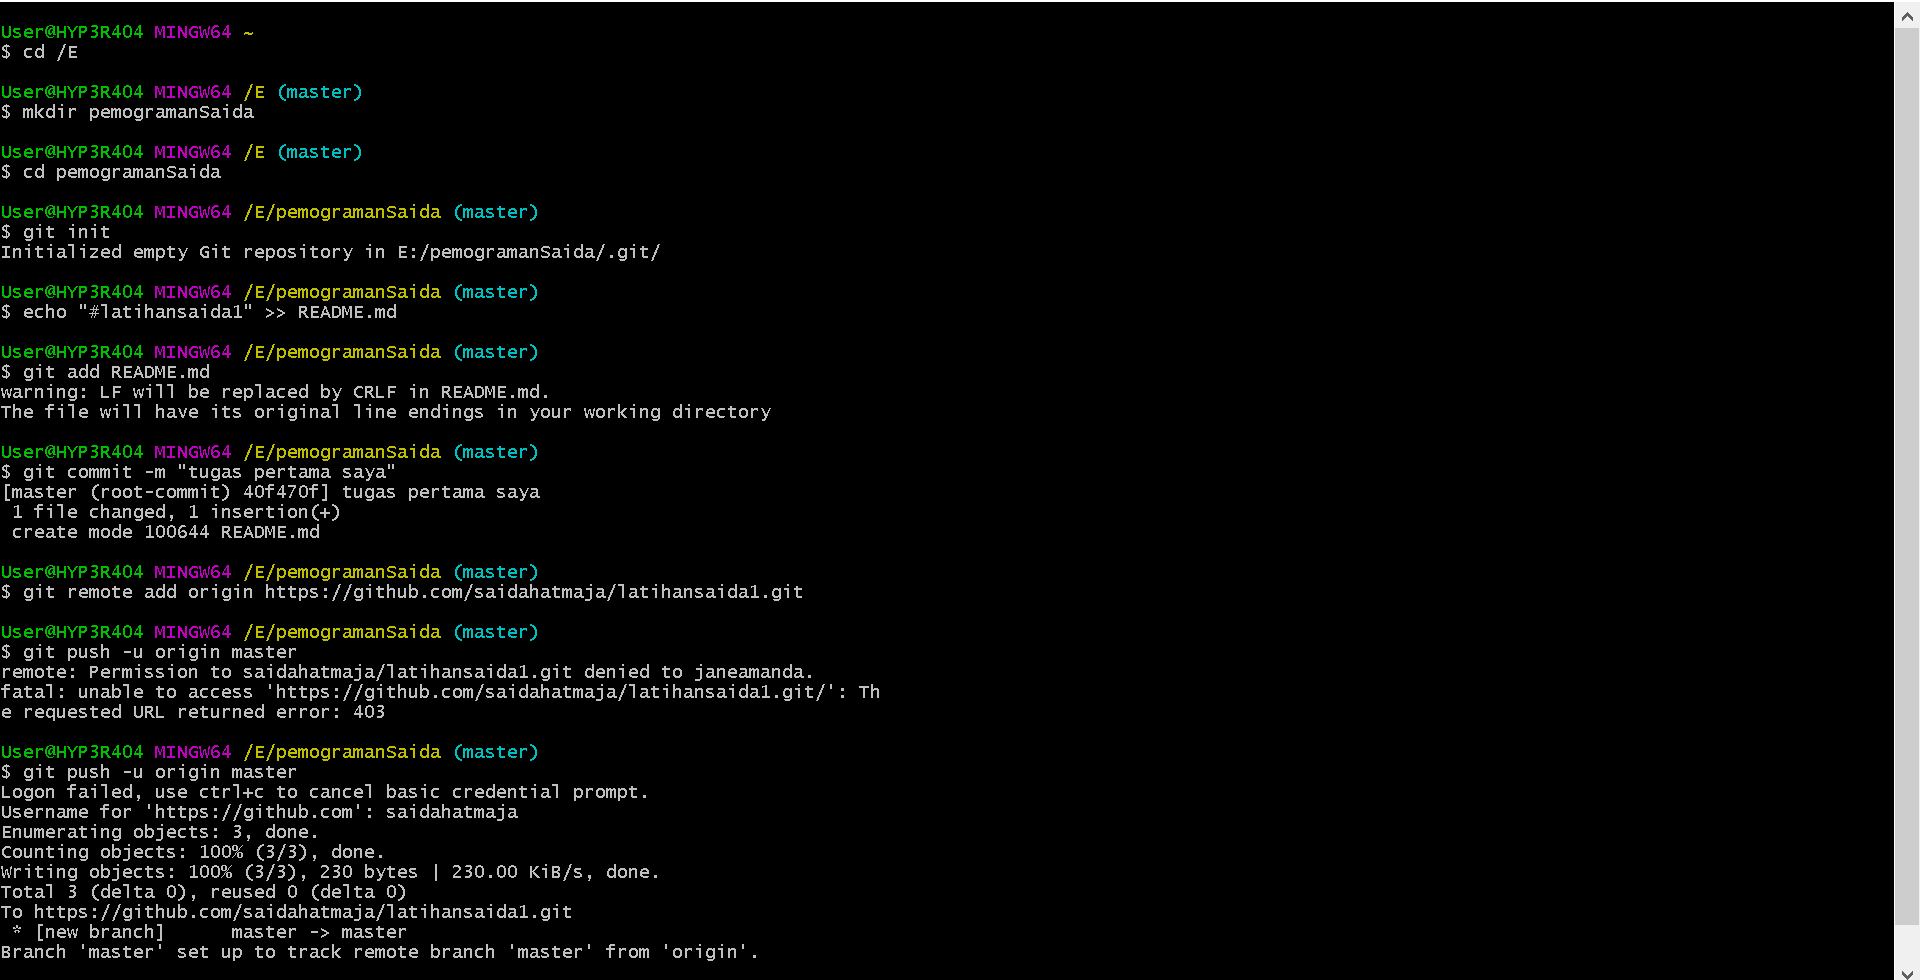 User@HYP3R404 MINGW64 ~
$ cd /E
User@HYP3R404 MINGW64 /E (master)
$ mkdir pemogramanSaida
User@HYP3R404 MINGW64 /E (master)
$ cd pemogramanSaida
User@HYP3R404 MINGW64 /E/pemogramanSaida (master)
$ git init
Initialized empty Git repository in E:/pemogramanSaida/.git/
User@HYP3R404 MINGW64 /E/pemogramanSaida (master)
$ echo "#latihansaida1" >> README.md
User@HYP3R404 MINGW64 /E/pemogramanSaida (master)
$ git add README.md
warning: LF will be replaced by CRLF in README.md.
The file will have its original line endings in your working directory
User@HYP3R404 MINGW64 /E/pemogramanSaida (master)
$ git commit -m "tugas pertama saya"
[master (root-commit) 40f470f] tugas pertama saya
 1 file changed, 1 insertion(+)
 create mode 100644 README.md
User@HYP3R404 MINGW64 /E/pemogramanSaida (master)
$ git remote add origin https://github.com/saidahatmaja/latihansaida1.git
User@HYP3R404 MINGW64 /E/pemogramanSaida (master)
$ git push -u origin master
remote: Permission to saidahatmaja/latihansaida1.git denied to janeamanda.
fatal: unable to access 'https://github.com/saidahatmaja/latihansaida1.git/': Th
e requested URL returned error: 403
User@HYP3R404 MINGW64 /E/pemogramanSaida (master)
$ git push -u origin master
Logon failed, use ctrl+c to cancel basic credential prompt.
Username for 'https://github.com': saidahatmaja
Enumerating objects: 3, done.
Counting objects: 100% (3/3), done.
Writing objects: 100% (3/3), 230 bytes | 230.00 KiB/s, done.
Total 3 (delta 0), reused 0 (delta 0)
To https://github.com/saidahatmaja/latihansaida1.git
 * [new branch]      master -> master
Branch 'master' set up to track remote branch 'master' from 'origin'.